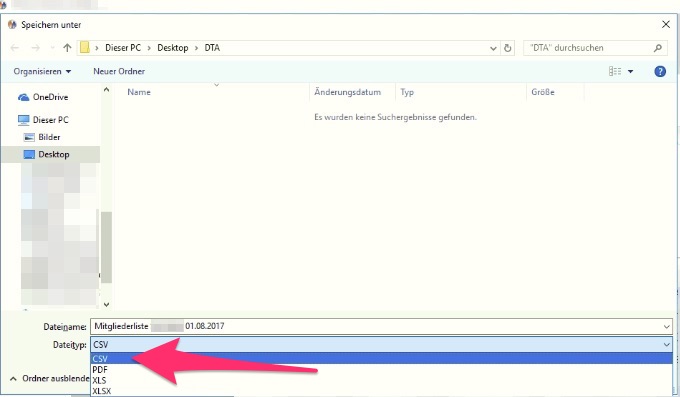 Speichern unter
Dieser PC Desktop DTA
"DTA" durchsuchen
Organisieren
Neuer Ordner
Name Änderungsdatum Typ Größe
Es wurden keine Suchergebnisse gefunden.
OneDrive
Dieser PC
Bilder
Desktop
Dateiname: Mitgliederliste 01.08.2017
Dateityp: CSV
CSV
PDF
XLS
XLSX
Ordner ausblende